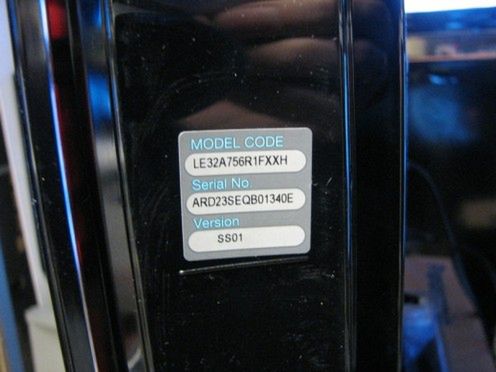 MODEL CODE
LE32A756R1FXXH
Serial No.
ARD23SEQB01340E
Version
SS01